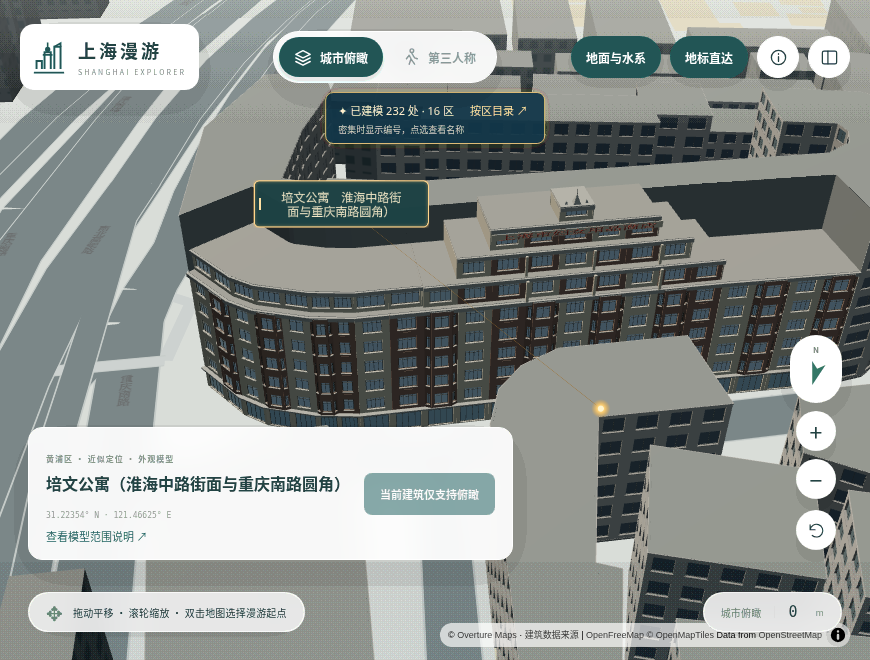 上海漫游
SHANGHAI EXPLORER
城市俯瞰
第三人称
地面与水系
地标直达
✦ 已建模 232 处 · 16 区 按区目录 ↗
密集时显示编号，点选查看名称
培文公寓 淮海中路街
面与重庆南路圆角）
N
黄浦区 · 近似定位 · 外观模型
培文公寓（淮海中路街面与重庆南路圆角）
当前建筑仅支持俯瞰
31.22354° N · 121.46625° E
查看模型范围说明 ↗
拖动平移 · 滚轮缩放 · 双击地图选择漫游起点
城市俯瞰 0 m
© Overture Maps · 建筑数据来源 | OpenFreeMap © OpenMapTiles Data from OpenStreetMap